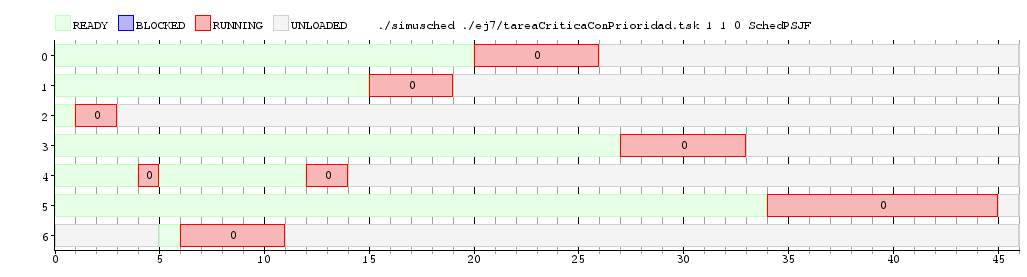 READY BLOCKED RUNNING UNLOADED ./simusched ./ej7/tareaCriticaConPrioridad.tsk 1 1 0 SchedPSJF
0 0
1 0
2 0
3 0
4 0 0
5 0
6 0
0 5 10 15 20 25 30 35 40 45